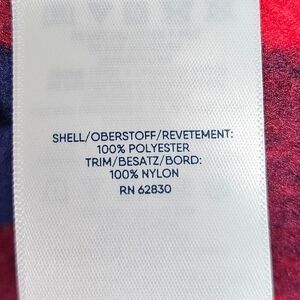 SHELL/OBERSTOFF/REVETEMENT:
100% POLYESTER
TRIM/BESATZ/BORD:
100% NYLON
RN 62830